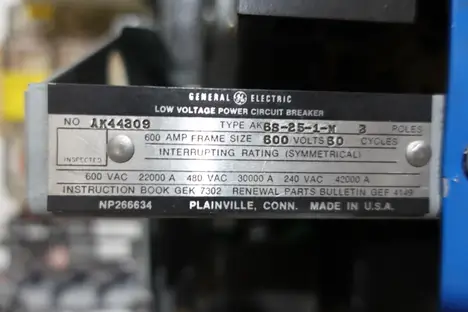 GENERAL GE ELECTRIC
LOW VOLTAGE POWER CIRCUIT BREAKER
NO AK44309 TYPE AK 6S-25-1-M 3 POLES
600 AMP FRAME SIZE 600 VOLTS 60 CYCLES
INTERRUPTING RATING (SYMMETRICAL)
INSPECTED
600 VAC 22000 A 480 VAC 30000 A 240 VAC 42000 A
INSTRUCTION BOOK GEK 7302 RENEWAL PARTS BULLETIN GEF 4149
NP266634 PLAINVILLE, CONN. MADE IN U.S.A.